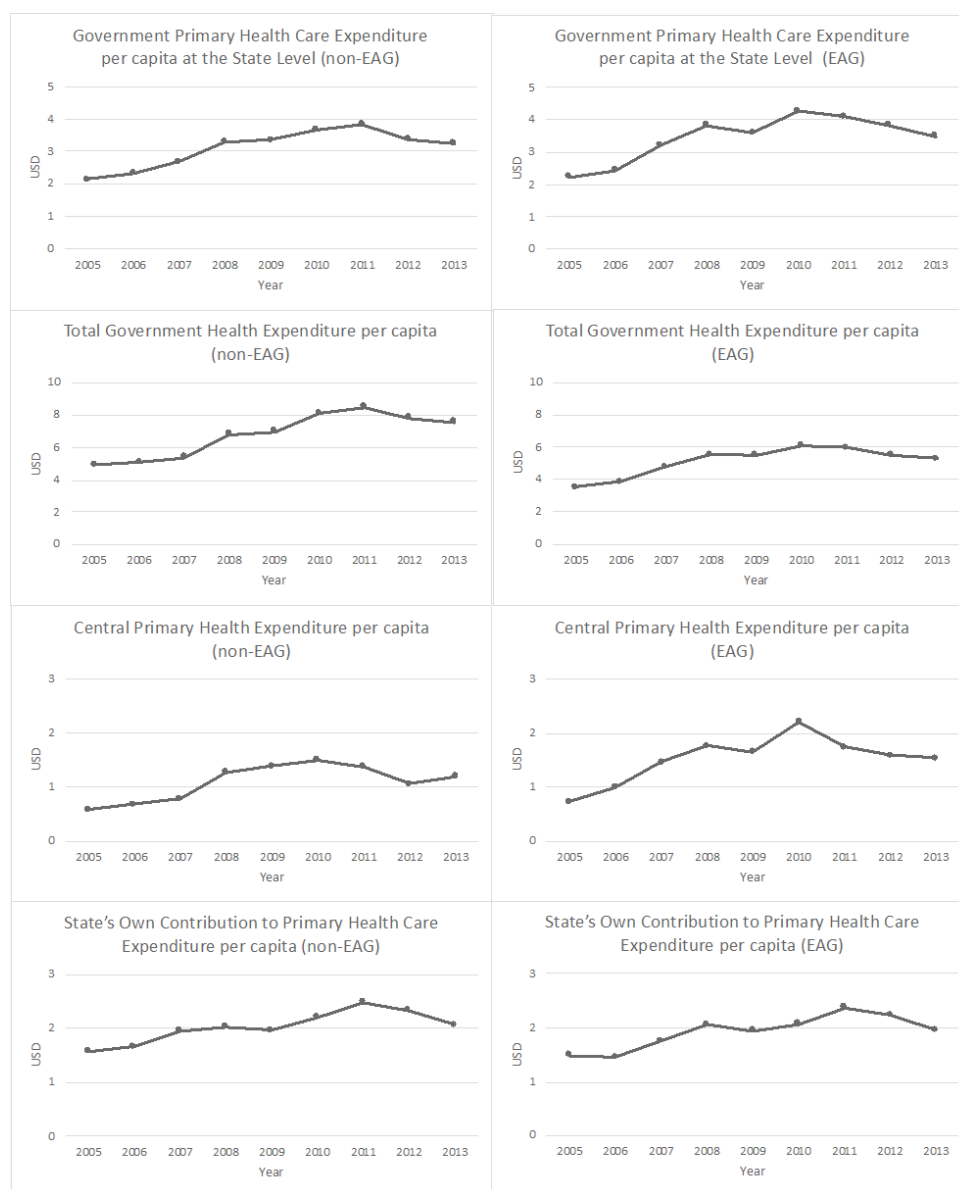 Government Primary Health Care Expenditure
per capita at the State Level (non-EAG)
5
4
3
2
1
0
USD
2005 2006 2007 2008 2009 2010 2011 2012 2013
Year
Government Primary Health Care Expenditure
per capita at the State Level (EAG)
5
4
3
2
1
0
USD
2005 2006 2007 2008 2009 2010 2011 2012 2013
Year
Total Government Health Expenditure per capita
(non-EAG)
10
8
6
4
2
0
USD
2005 2006 2007 2008 2009 2010 2011 2012 2013
Year
Total Government Health Expenditure per capita
(EAG)
10
8
6
4
2
0
USD
2005 2006 2007 2008 2009 2010 2011 2012 2013
Year
Central Primary Health Expenditure per capita
(non-EAG)
3
2
1
0
USD
2005 2006 2007 2008 2009 2010 2011 2012 2013
Year
Central Primary Health Expenditure per capita
(EAG)
3
2
1
0
USD
2005 2006 2007 2008 2009 2010 2011 2012 2013
Year
State’s Own Contribution to Primary Health Care
Expenditure per capita (non-EAG)
3
2
1
0
USD
2005 2006 2007 2008 2009 2010 2011 2012 2013
Year
State’s Own Contribution to Primary Health Care
Expenditure per capita (EAG)
3
2
1
0
USD
2005 2006 2007 2008 2009 2010 2011 2012 2013
Year